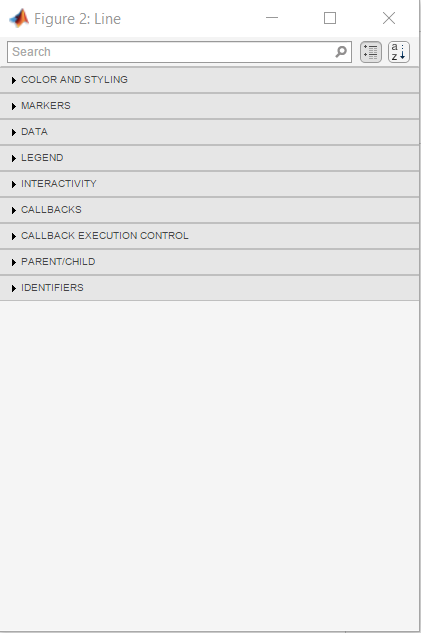 Figure 2: Line
Search
a
z
COLOR AND STYLING
MARKERS
DATA
LEGEND
INTERACTIVITY
CALLBACKS
CALLBACK EXECUTION CONTROL
PARENT/CHILD
IDENTIFIERS